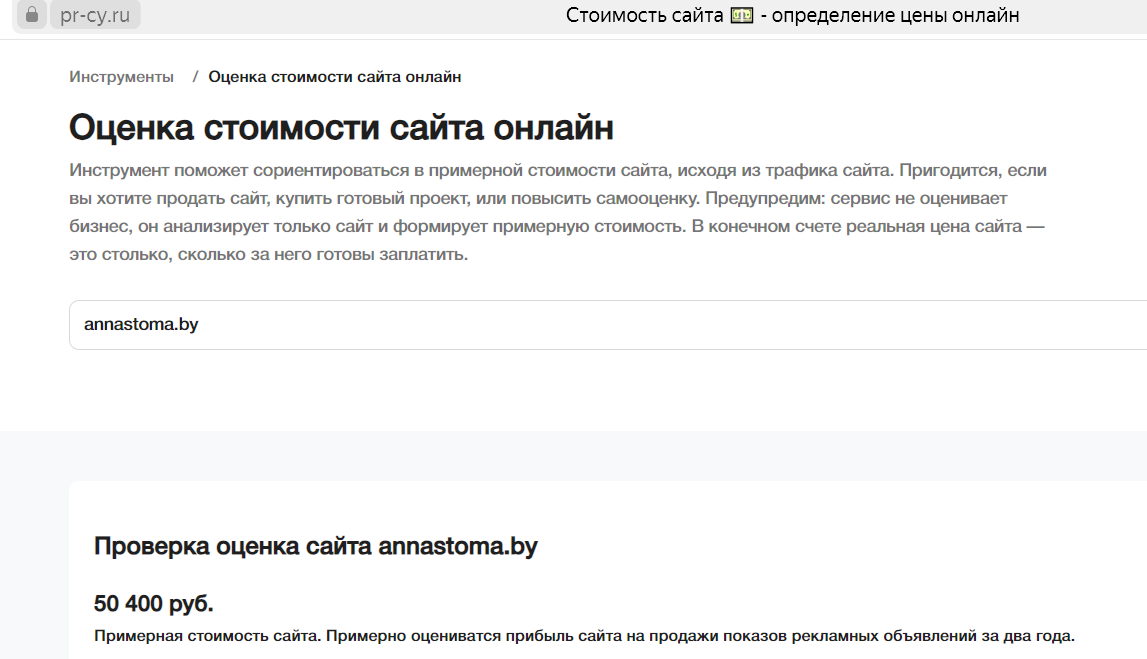 pr-cy.ru
Стоимость сайта 💵 - определение цены онлайн
Инструменты / Оценка стоимости сайта онлайн
Оценка стоимости сайта онлайн
Инструмент поможет сориентироваться в примерной стоимости сайта, исходя из трафика сайта. Пригодится, если
вы хотите продать сайт, купить готовый проект, или повысить самооценку. Предупредим: сервис не оценивает
бизнес, он анализирует только сайт и формирует примерную стоимость. В конечном счете реальная цена сайта —
это столько, сколько за него готовы заплатить.
annastoma.by
Проверка оценка сайта annastoma.by
50 400 руб.
Примерная стоимость сайта. Примерно оцениватся прибыль сайта на продажи показов рекламных объявлений за два года.